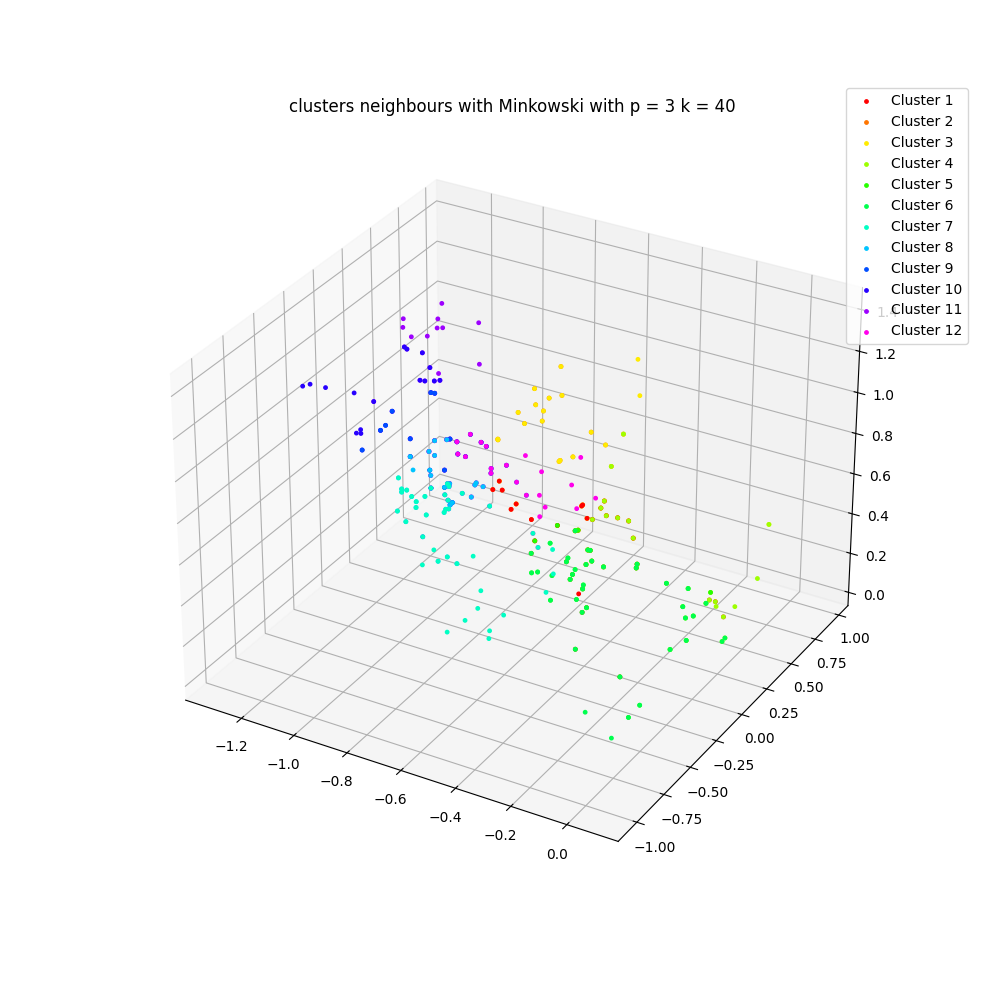 clusters neighbours with Minkowski with p = 3 k = 40
Cluster 1
Cluster 2
Cluster 3
Cluster 4
Cluster 5
Cluster 6
Cluster 7
Cluster 8
Cluster 9
Cluster 10
Cluster 11
Cluster 12
1.2
1.0
0.8
0.6
0.4
0.2
0.0
1.00
0.75
0.50
0.25
0.00
−0.25
−0.50
−0.75
−1.00
−1.2
−1.0
−0.8
−0.6
−0.4
−0.2
0.0